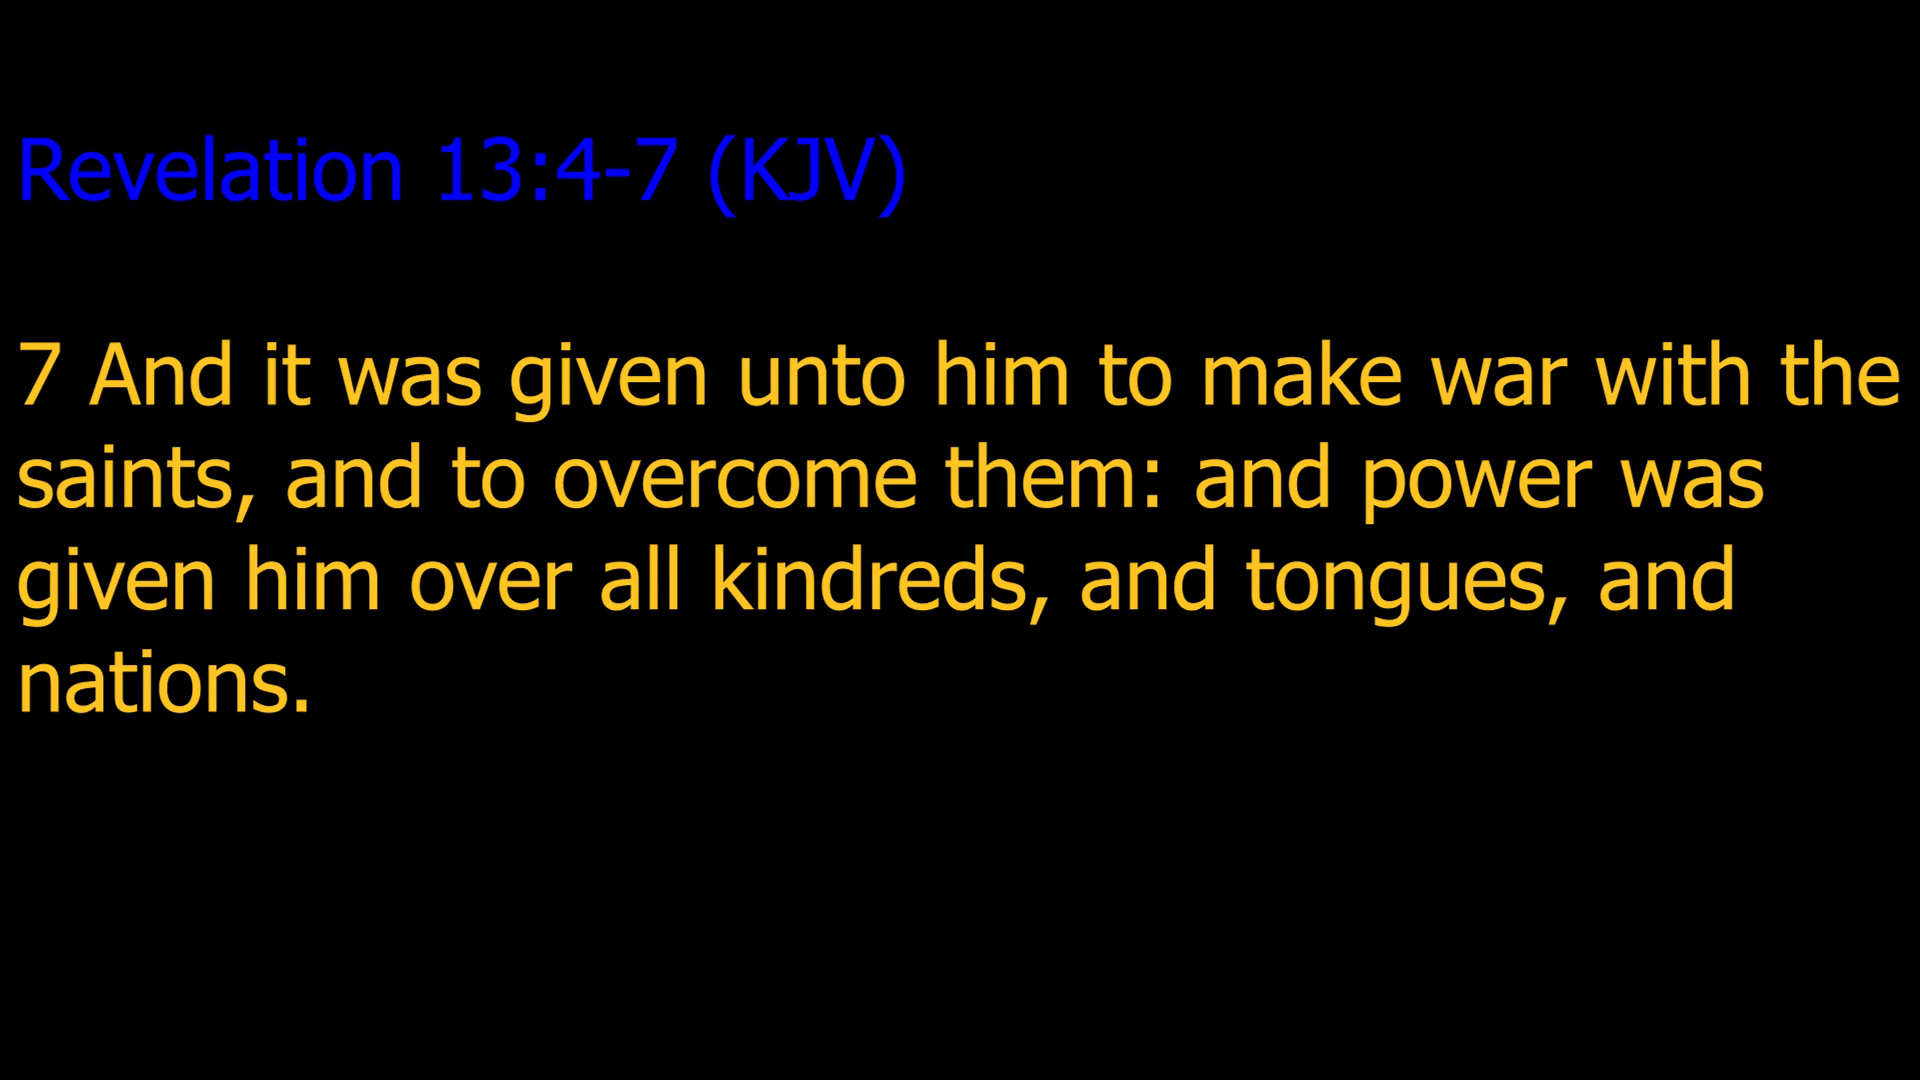 Revelation 13:4-7 (KJV)
7 And it was given unto him to make war with the
saints, and to overcome them: and power was
given him over all kindreds, and tongues, and
nations.